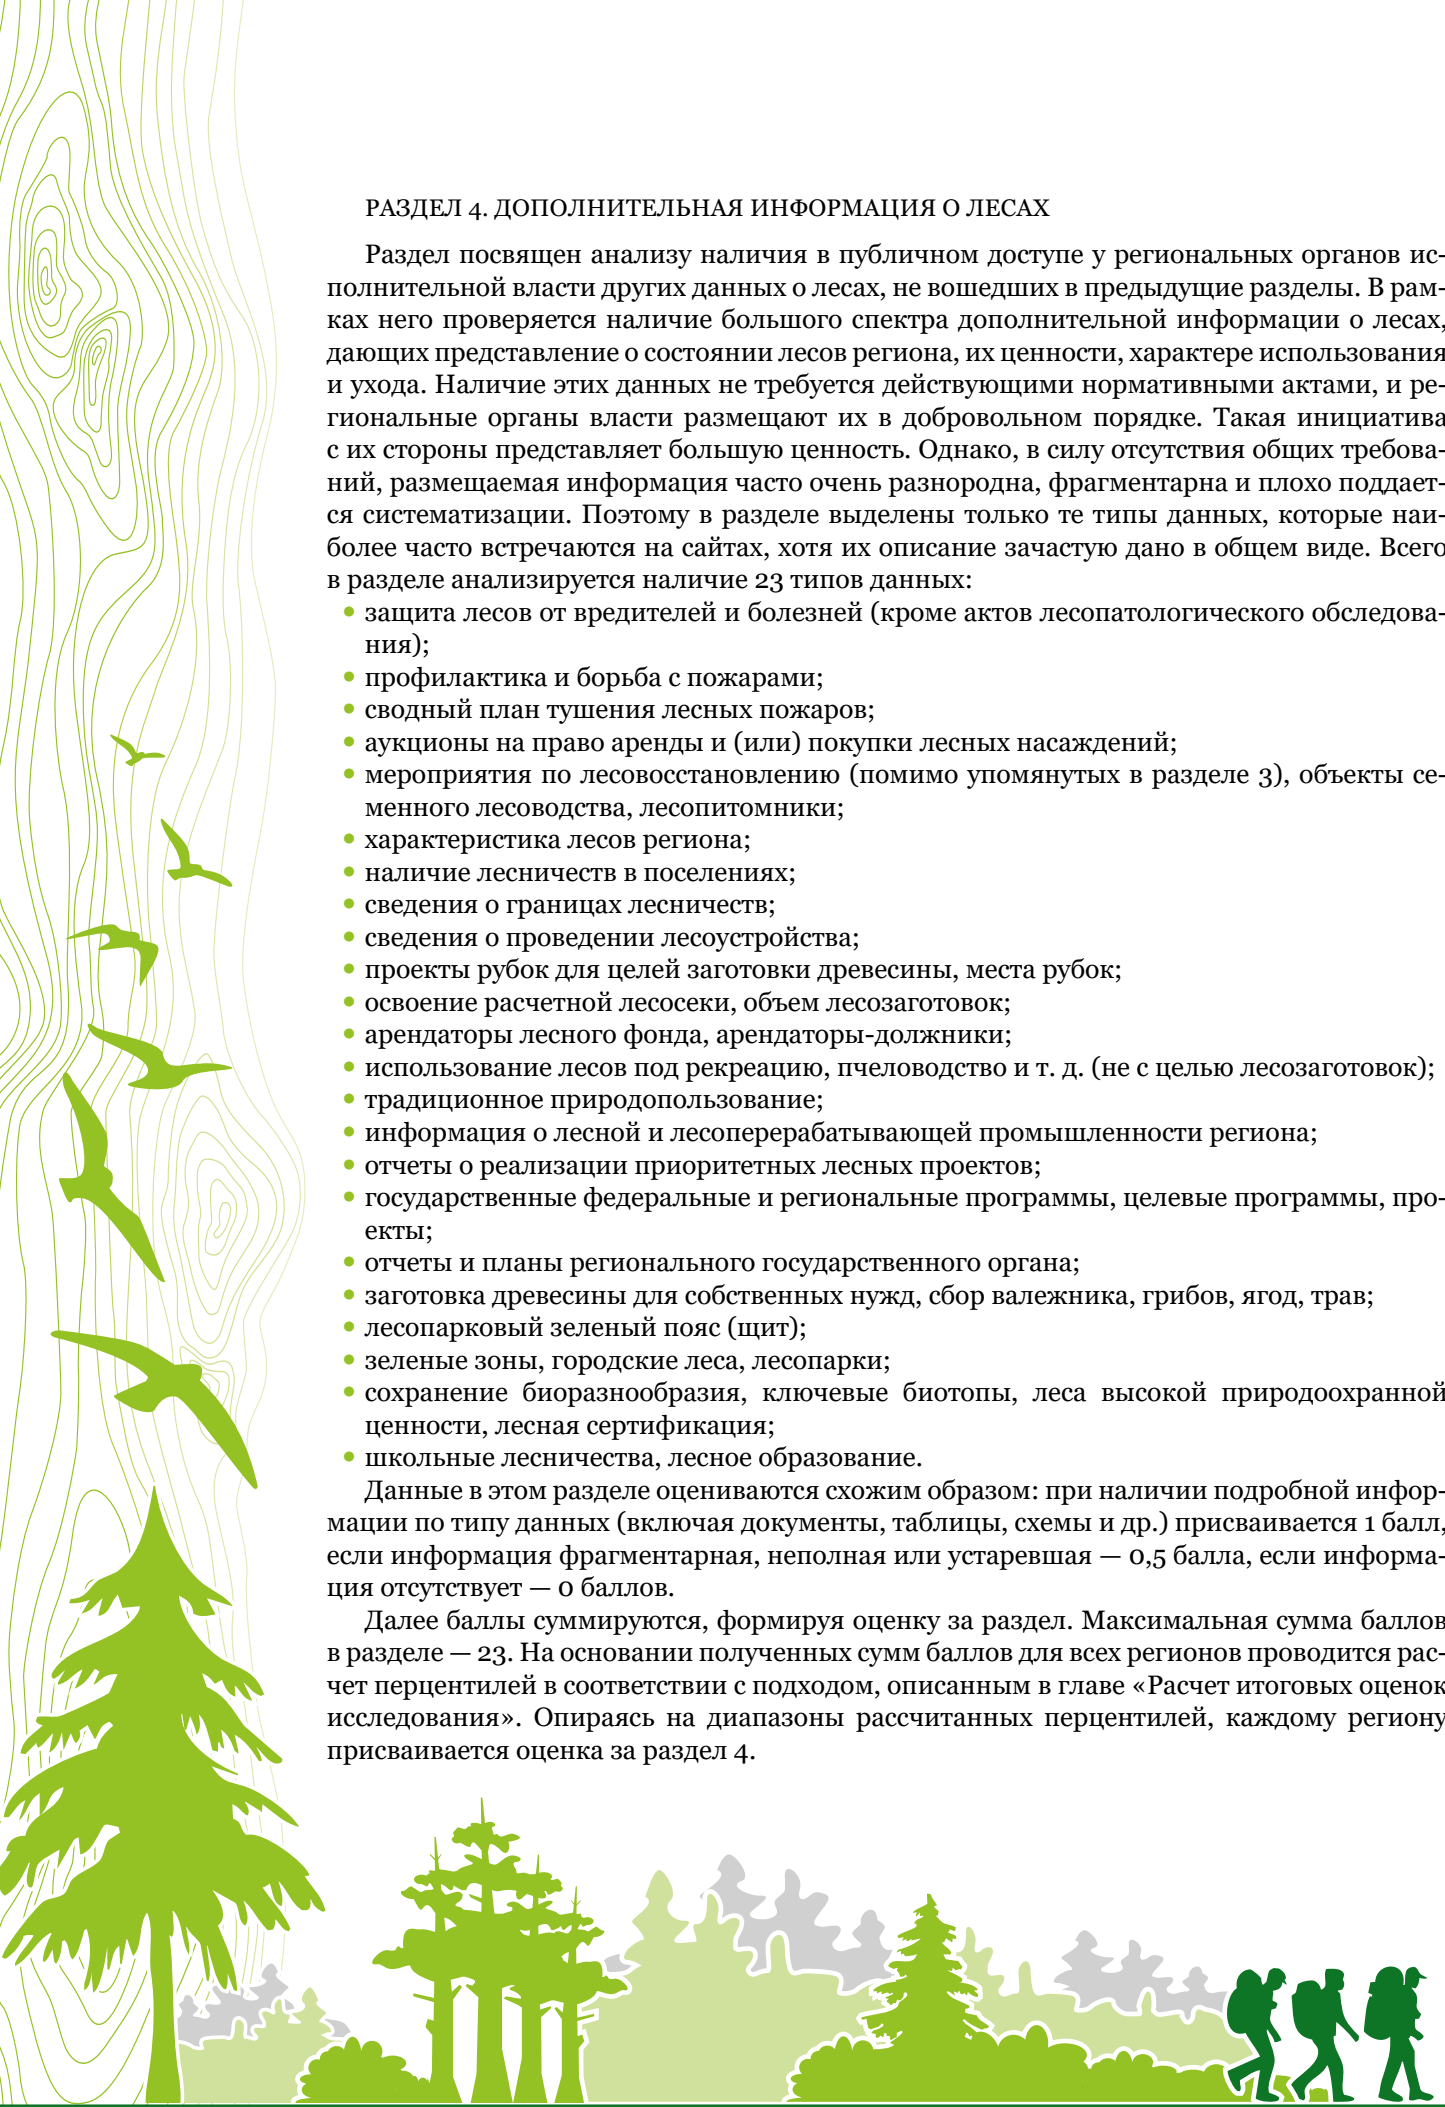 РАЗДЕЛ 4. ДОПОЛНИТЕЛЬНАЯ ИНФОРМАЦИЯ О ЛЕСАХ
Раздел посвящен анализу наличия в публичном доступе у региональных органов ис-
полнительной власти других данных о лесах, не вошедших в предыдущие разделы. В рам-
ках него проверяется наличие большого спектра дополнительной информации о лесах,
дающих представление о состоянии лесов региона, их ценности, характере использования
и ухода. Наличие этих данных не требуется действующими нормативными актами, и ре-
гиональные органы власти размещают их в добровольном порядке. Такая инициатива
с их стороны представляет большую ценность. Однако, в силу отсутствия общих требова-
ний, размещаемая информация часто очень разнородна, фрагментарна и плохо поддает-
ся систематизации. Поэтому в разделе выделены только те типы данных, которые наи-
более часто встречаются на сайтах, хотя их описание зачастую дано в общем виде. Всего
в разделе анализируется наличие 23 типов данных:
• защита лесов от вредителей и болезней (кроме актов лесопатологического обследова-
ния);
• профилактика и борьба с пожарами;
• сводный план тушения лесных пожаров;
• аукционы на право аренды и (или) покупки лесных насаждений;
• мероприятия по лесовосстановлению (помимо упомянутых в разделе 3), объекты се-
менного лесоводства, лесопитомники;
• характеристика лесов региона;
• наличие лесничеств в поселениях;
• сведения о границах лесничеств;
• сведения о проведении лесоустройства;
• проекты рубок для целей заготовки древесины, места рубок;
• освоение расчетной лесосеки, объем лесозаготовок;
• арендаторы лесного фонда, арендаторы-должники;
• использование лесов под рекреацию, пчеловодство и т. д. (не с целью лесозаготовок);
• традиционное природопользование;
• информация о лесной и лесоперерабатывающей промышленности региона;
• отчеты о реализации приоритетных лесных проектов;
• государственные федеральные и региональные программы, целевые программы, про-
екты;
• отчеты и планы регионального государственного органа;
• заготовка древесины для собственных нужд, сбор валежника, грибов, ягод, трав;
• лесопарковый зеленый пояс (щит);
• зеленые зоны, городские леса, лесопарки;
• сохранение биоразнообразия, ключевые биотопы, леса высокой природоохранной
ценности, лесная сертификация;
• школьные лесничества, лесное образование.
Данные в этом разделе оцениваются схожим образом: при наличии подробной инфор-
мации по типу данных (включая документы, таблицы, схемы и др.) присваивается 1 балл,
если информация фрагментарная, неполная или устаревшая — 0,5 балла, если информа-
ция отсутствует — 0 баллов.
Далее баллы суммируются, формируя оценку за раздел. Максимальная сумма баллов
в разделе — 23. На основании полученных сумм баллов для всех регионов проводится рас-
чет перцентилей в соответствии с подходом, описанным в главе «Расчет итоговых оценок
исследования». Опираясь на диапазоны рассчитанных перцентилей, каждому региону
присваивается оценка за раздел 4.